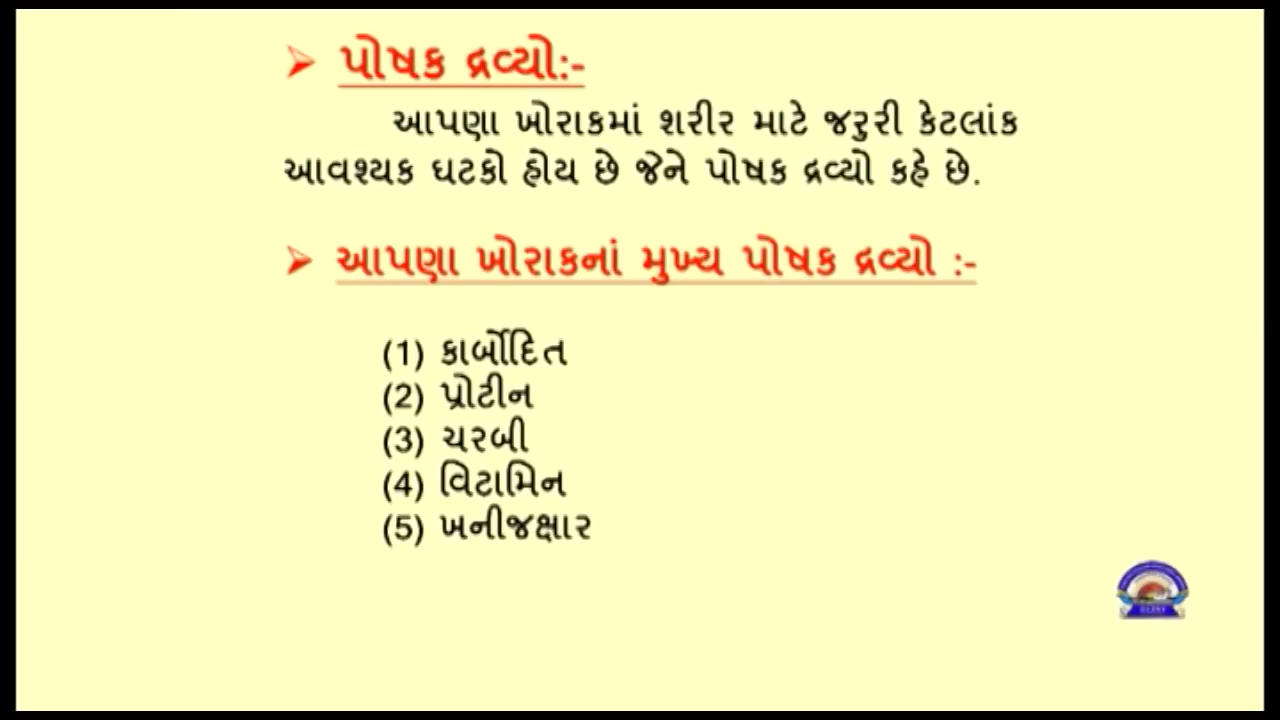 ➢ પોષક દ્રવ્યો:-
આપણા ખોરાકમાં શરીર માટે જરુરી કેટલાંક
આવશ્યક ઘટકો હોય છે જેને પોષક દ્રવ્યો કહે છે.
➢ આપણા ખોરાકનાં મુખ્ય પોષક દ્રવ્યો :-
(1) કાર્બોદિત
(2) પ્રોટીન
(3) ચરબી
(4) વિટામિન
(5) ખનીજક્ષાર